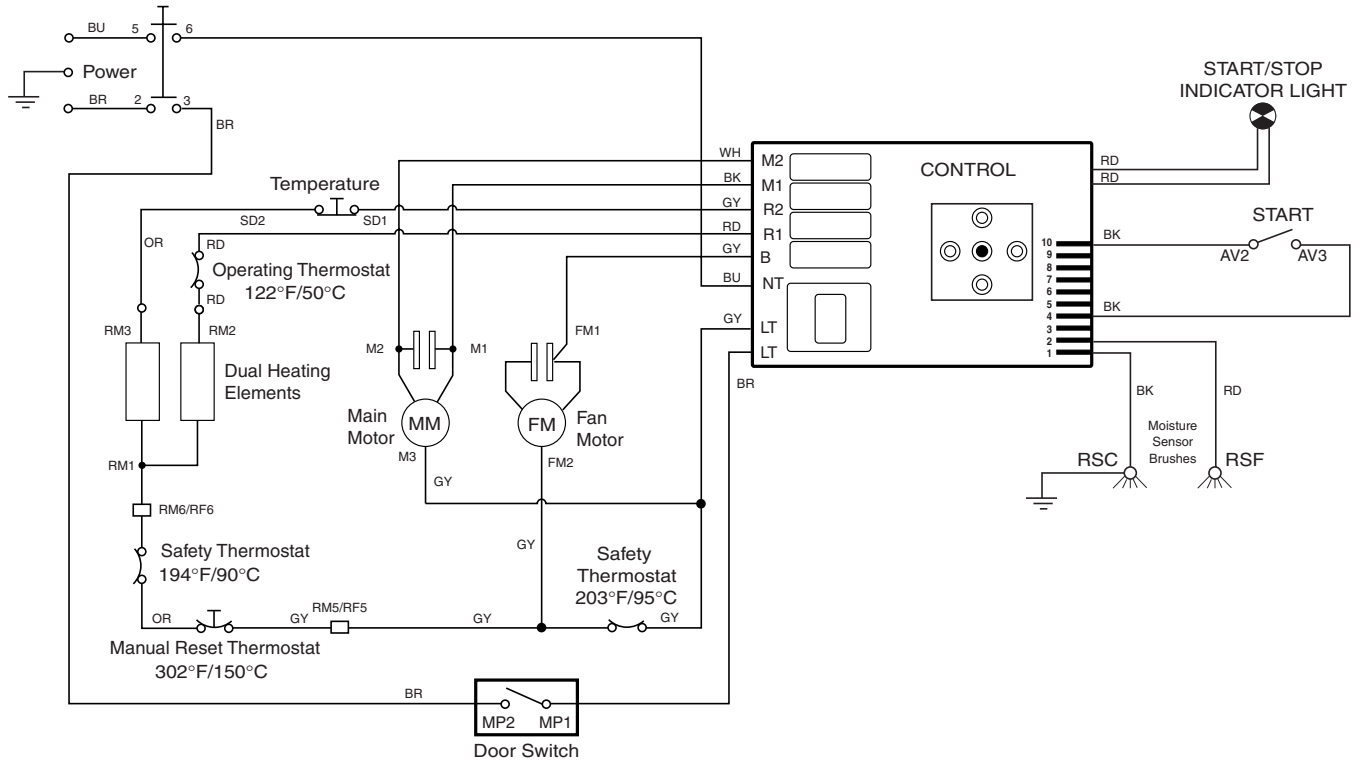 BU 5 6
Power
BR 2 3
BR
START/STOP
INDICATOR LIGHT
CONTROL
WH M2
BK M1
GY R2
RD R1
GY B
BU NT
GY LT
BR LT
RD
RD
Temperature
SD2 SD1
OR
RD
Operating Thermostat
122°F/50°C
RD
RM3 RM2
Dual Heating
Elements
RM1
RM6/RF6
Safety Thermostat
194°F/90°C
OR GY RM5/RF5 GY
Manual Reset Thermostat
302°F/150°C
M2 M1
Main
Motor
MM
M3
GY
FM1
FM
Fan
Motor
FM2
GY
Safety
Thermostat
203°F/95°C
GY
BR
MP2 MP1
Door Switch
START
BK AV2 AV3
10
9
8
7
6
5
4
3
2
1
BK
BK RD
Moisture
Sensor
Brushes
RSC RSF